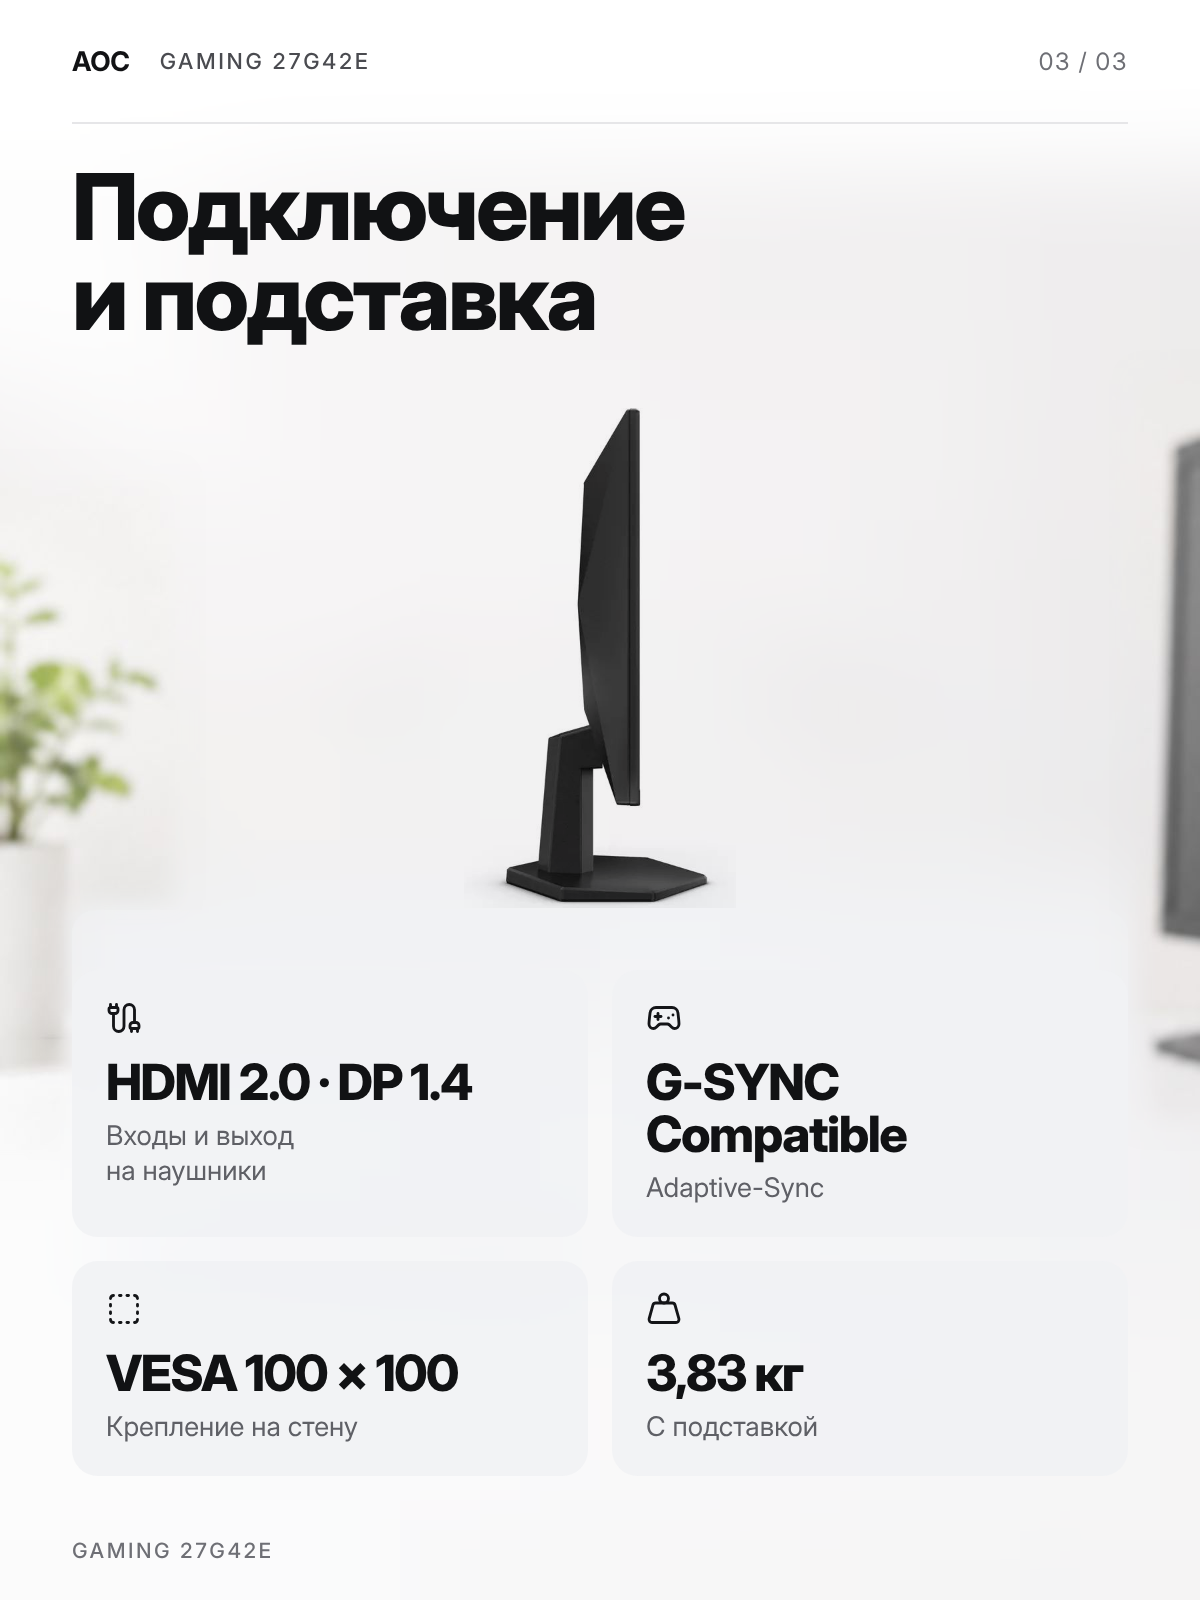 AOC GAMING 27G42E 03 / 03
Подключение
и подставка
HDMI 2.0 · DP 1.4
Входы и выход
на наушники
G-SYNC
Compatible
Adaptive-Sync
VESA 100 × 100
Крепление на стену
3,83 кг
С подставкой
GAMING 27G42E